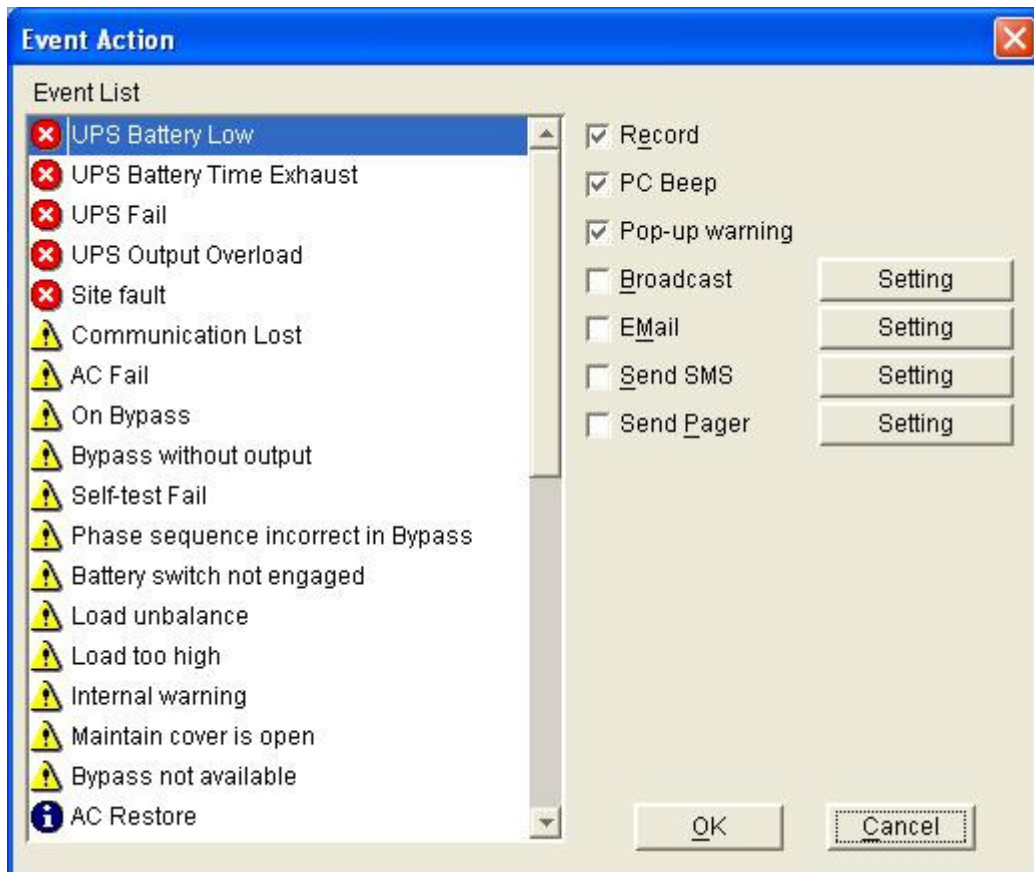 Event Action
Event List
UPS Battery Low
UPS Battery Time Exhaust
UPS Fail
UPS Output Overload
Site fault
Communication Lost
AC Fail
On Bypass
Bypass without output
Self-test Fail
Phase sequence incorrect in Bypass
Battery switch not engaged
Load unbalance
Load too high
Internal warning
Maintain cover is open
Bypass not available
AC Restore
Record
PC Beep
Pop-up warning
Broadcast Setting
EMail Setting
Send SMS Setting
Send Pager Setting
OK Cancel